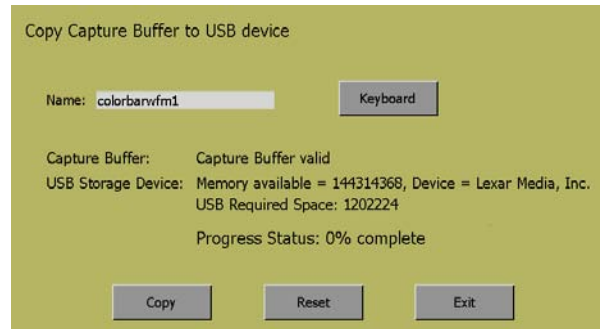 Copy Capture Buffer to USB device
Name: colorbarwfm1 Keyboard
Capture Buffer: Capture Buffer valid
USB Storage Device: Memory available = 144314368, Device = Lexar Media, Inc.
USB Required Space: 1202224
Progress Status: 0% complete
Copy Reset Exit